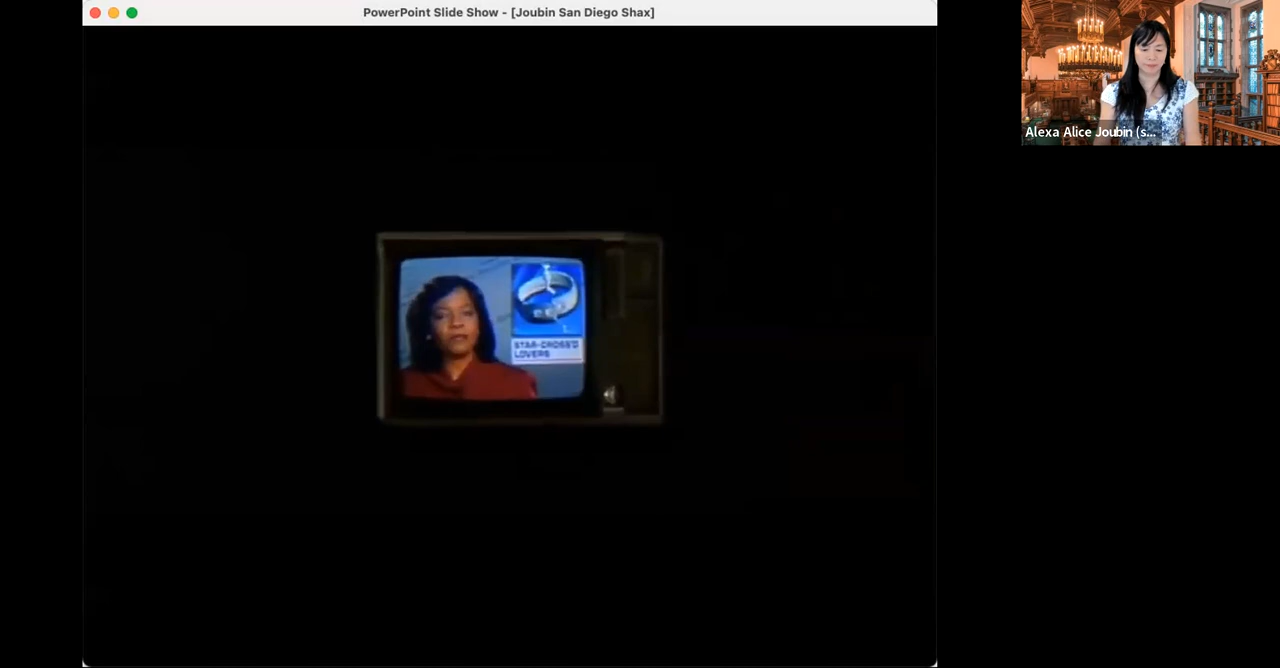 PowerPoint Slide Show - [Joubin San Diego Shax]
STAR-CROSS'D
LOVERS
Alexa Alice Joubin (s...